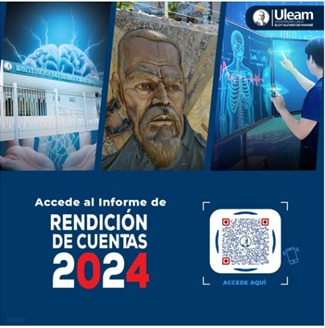 Uleam
Accede al Informe de
RENDICIÓN
DE CUENTAS
2024
ACCEDE AQUÍ